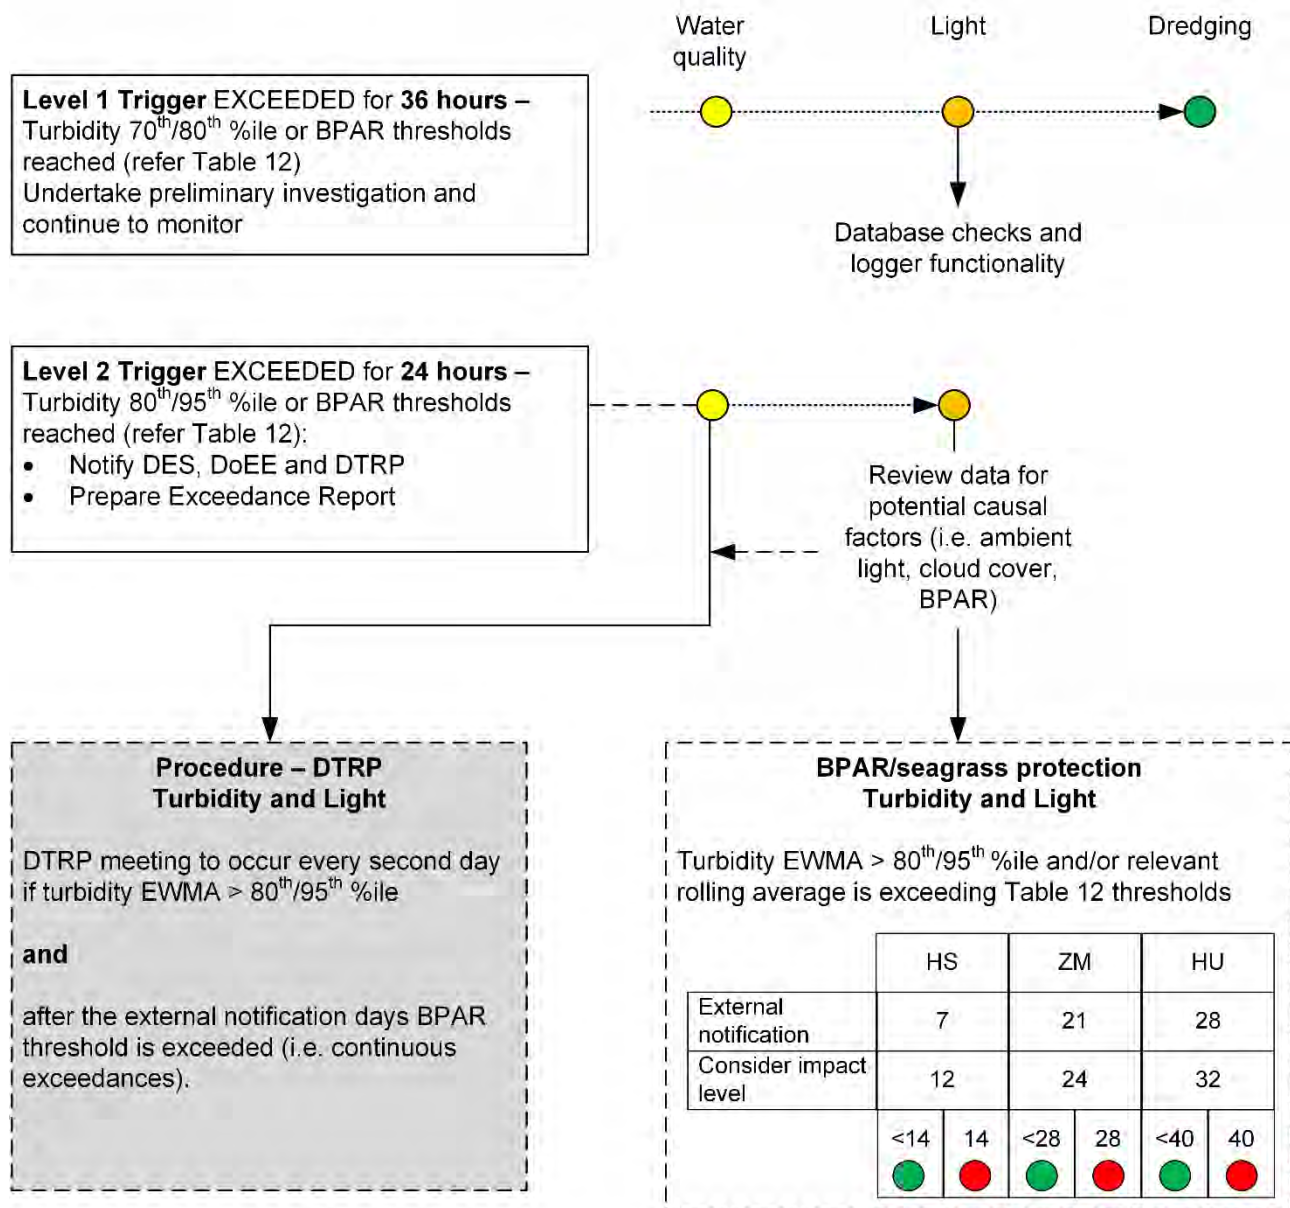 Water
quality
Light
Dredging
Level 1 Trigger EXCEEDED for 36 hours –
Turbidity 70th/80th %ile or BPAR thresholds
reached (refer Table 12)
Undertake preliminary investigation and
continue to monitor
Database checks and
logger functionality
Level 2 Trigger EXCEEDED for 24 hours –
Turbidity 80th/95th %ile or BPAR thresholds
reached (refer Table 12):
• Notify DES, DoEE and DTRP
• Prepare Exceedance Report
Review data for
potential causal
factors (i.e. ambient
light, cloud cover,
BPAR)
Procedure – DTRP
Turbidity and Light
DTRP meeting to occur every second day
if turbidity EWMA > 80th/95th %ile
and
after the external notification days BPAR
threshold is exceeded (i.e. continuous
exceedances).
BPAR/seagrass protection
Turbidity and Light
Turbidity EWMA > 80th/95th %ile and/or relevant
rolling average is exceeding Table 12 thresholds
HS ZM HU
External
notification
7 21 28
Consider impact
level
12 24 32
<14 14 <28 28 <40 40